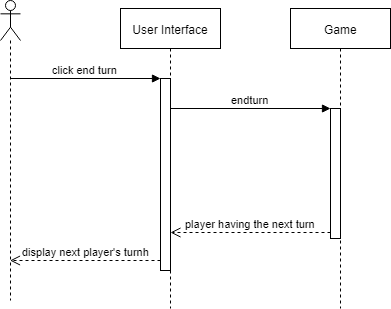 User Interface
Game
click end turn
endturn
player having the next turn
display next player's turnh